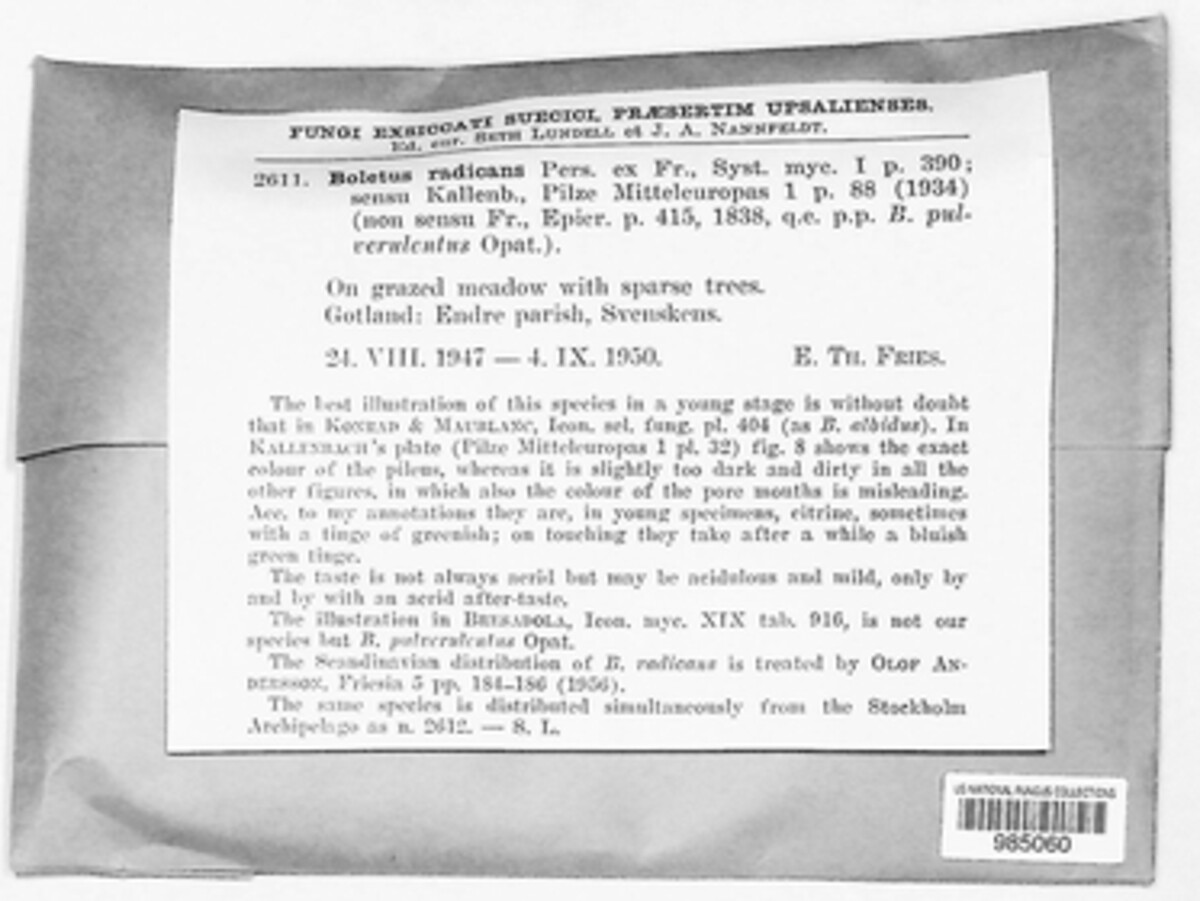 FUNGI EXSICCATI SUECICI, PRÆSERTIM UPSALIENSES.
Ed. cur. SETH LUNDELL et J. A. NANNFELDT.
2611. Boletus radicans Pers. ex Fr., Syst. myc. I p. 390;
sensu Kallenb., Pilze Mitteleuropas 1 p. 88 (1934)
(non sensu Fr., Epicr. p. 415, 1838, q.e. p.p. B. pul-
verulentus Opat.).
On grazed meadow with sparse trees.
Gotland: Endre parish, Svenskens.
24. VIII. 1947 — 4. IX. 1950. E. TH. FRIES.
The best illustration of this species in a young stage is without doubt
that in KONRAD & MAUBLANC, Icon. sel. fung. pl. 404 (as B. albidus). In
KALLENBACH's plate (Pilze Mitteleuropas 1 pl. 32) fig. 8 shows the exact
colour of the pileus, whereas it is slightly too dark and dirty in all the
other figures, in which also the colour of the pore mouths is misleading.
Acc. to my annotations they are, in young specimens, citrine, sometimes
with a tinge of greenish; on touching they take after a while a bluish
green tinge.
The taste is not always acrid but may be acidulous and mild, only by
and by with an acrid after-taste.
The illustration in BRESADOLA, Icon. myc. XIX tab. 916, is not our
species but B. pulverulentus Opat.
The Scandinavian distribution of B. radicans is treated by OLOF AN-
DERSSON, Friesia 5 pp. 184–186 (1956).
The same species is distributed simultaneously from the Stockholm
Archipelago as n. 2612. — S. L.
US NATIONAL FUNGUS COLLECTIONS
985060